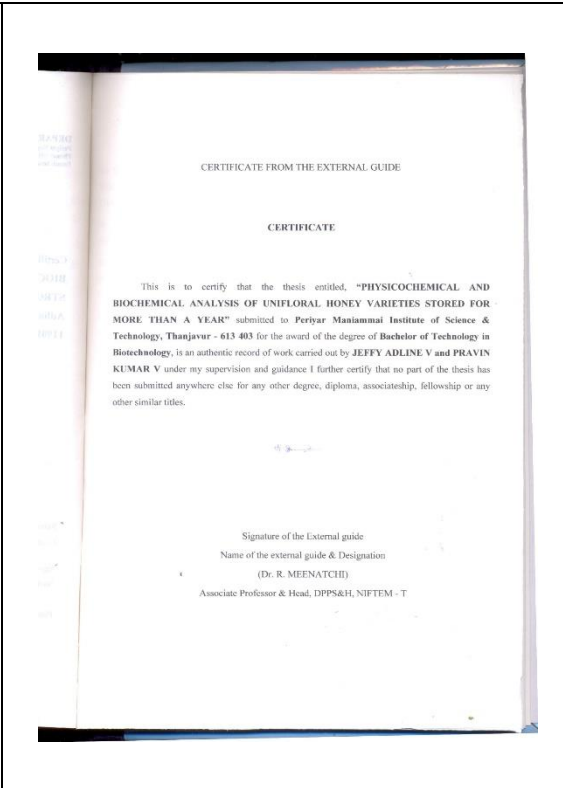 CERTIFICATE FROM THE EXTERNAL GUIDE
CERTIFICATE
This is to certify that the thesis entitled, “PHYSICOCHEMICAL AND
BIOCHEMICAL ANALYSIS OF UNIFLORAL HONEY VARIETIES STORED FOR
MORE THAN A YEAR” submitted to Periyar Maniammai Institute of Science &
Technology, Thanjavur - 613 403 for the award of the degree of Bachelor of Technology in
Biotechnology, is an authentic record of work carried out by JEFFY ADLINE V and PRAVIN
KUMAR V under my supervision and guidance I further certify that no part of the thesis has
been submitted anywhere else for any other degree, diploma, associateship, fellowship or any
other similar titles.
Signature of the External guide
Name of the external guide & Designation
(Dr. R. MEENATCHI)
Associate Professor & Head, DPPS&H, NIFTEM - T